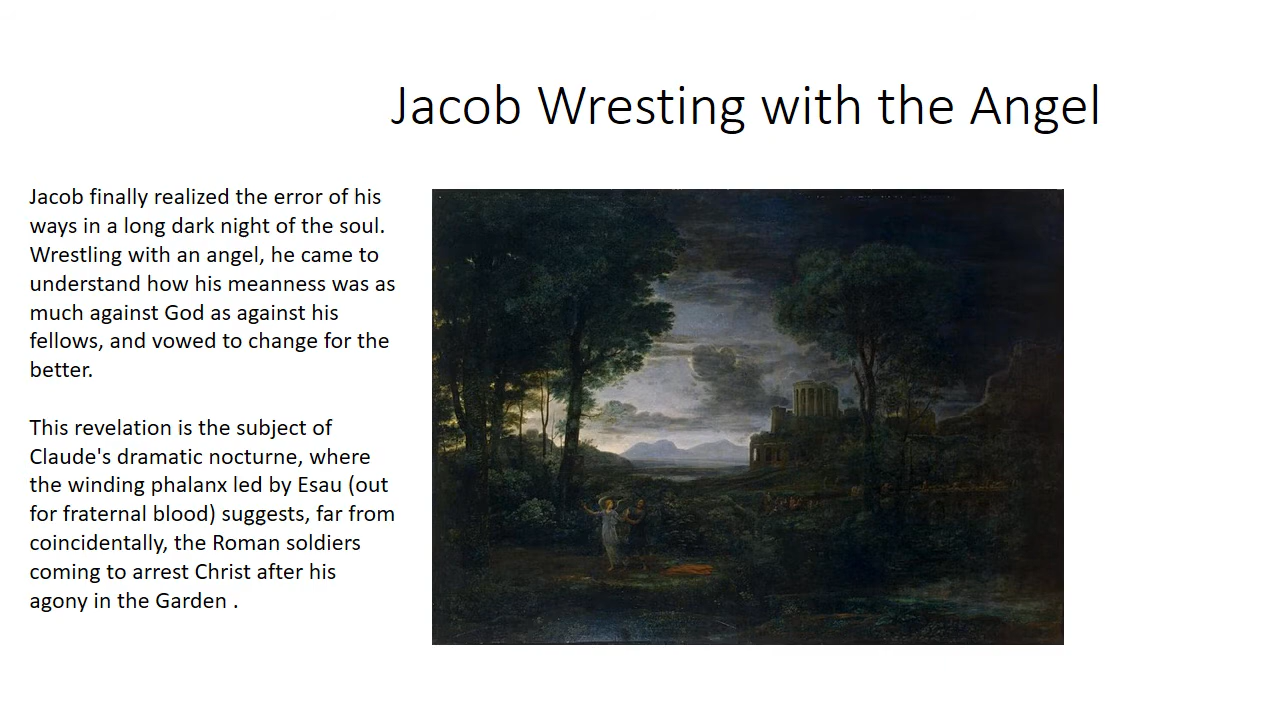 Jacob Wresting with the Angel
Jacob finally realized the error of his
ways in a long dark night of the soul.
Wrestling with an angel, he came to
understand how his meanness was as
much against God as against his
fellows, and vowed to change for the
better.
This revelation is the subject of
Claude's dramatic nocturne, where
the winding phalanx led by Esau (out
for fraternal blood) suggests, far from
coincidentally, the Roman soldiers
coming to arrest Christ after his
agony in the Garden .